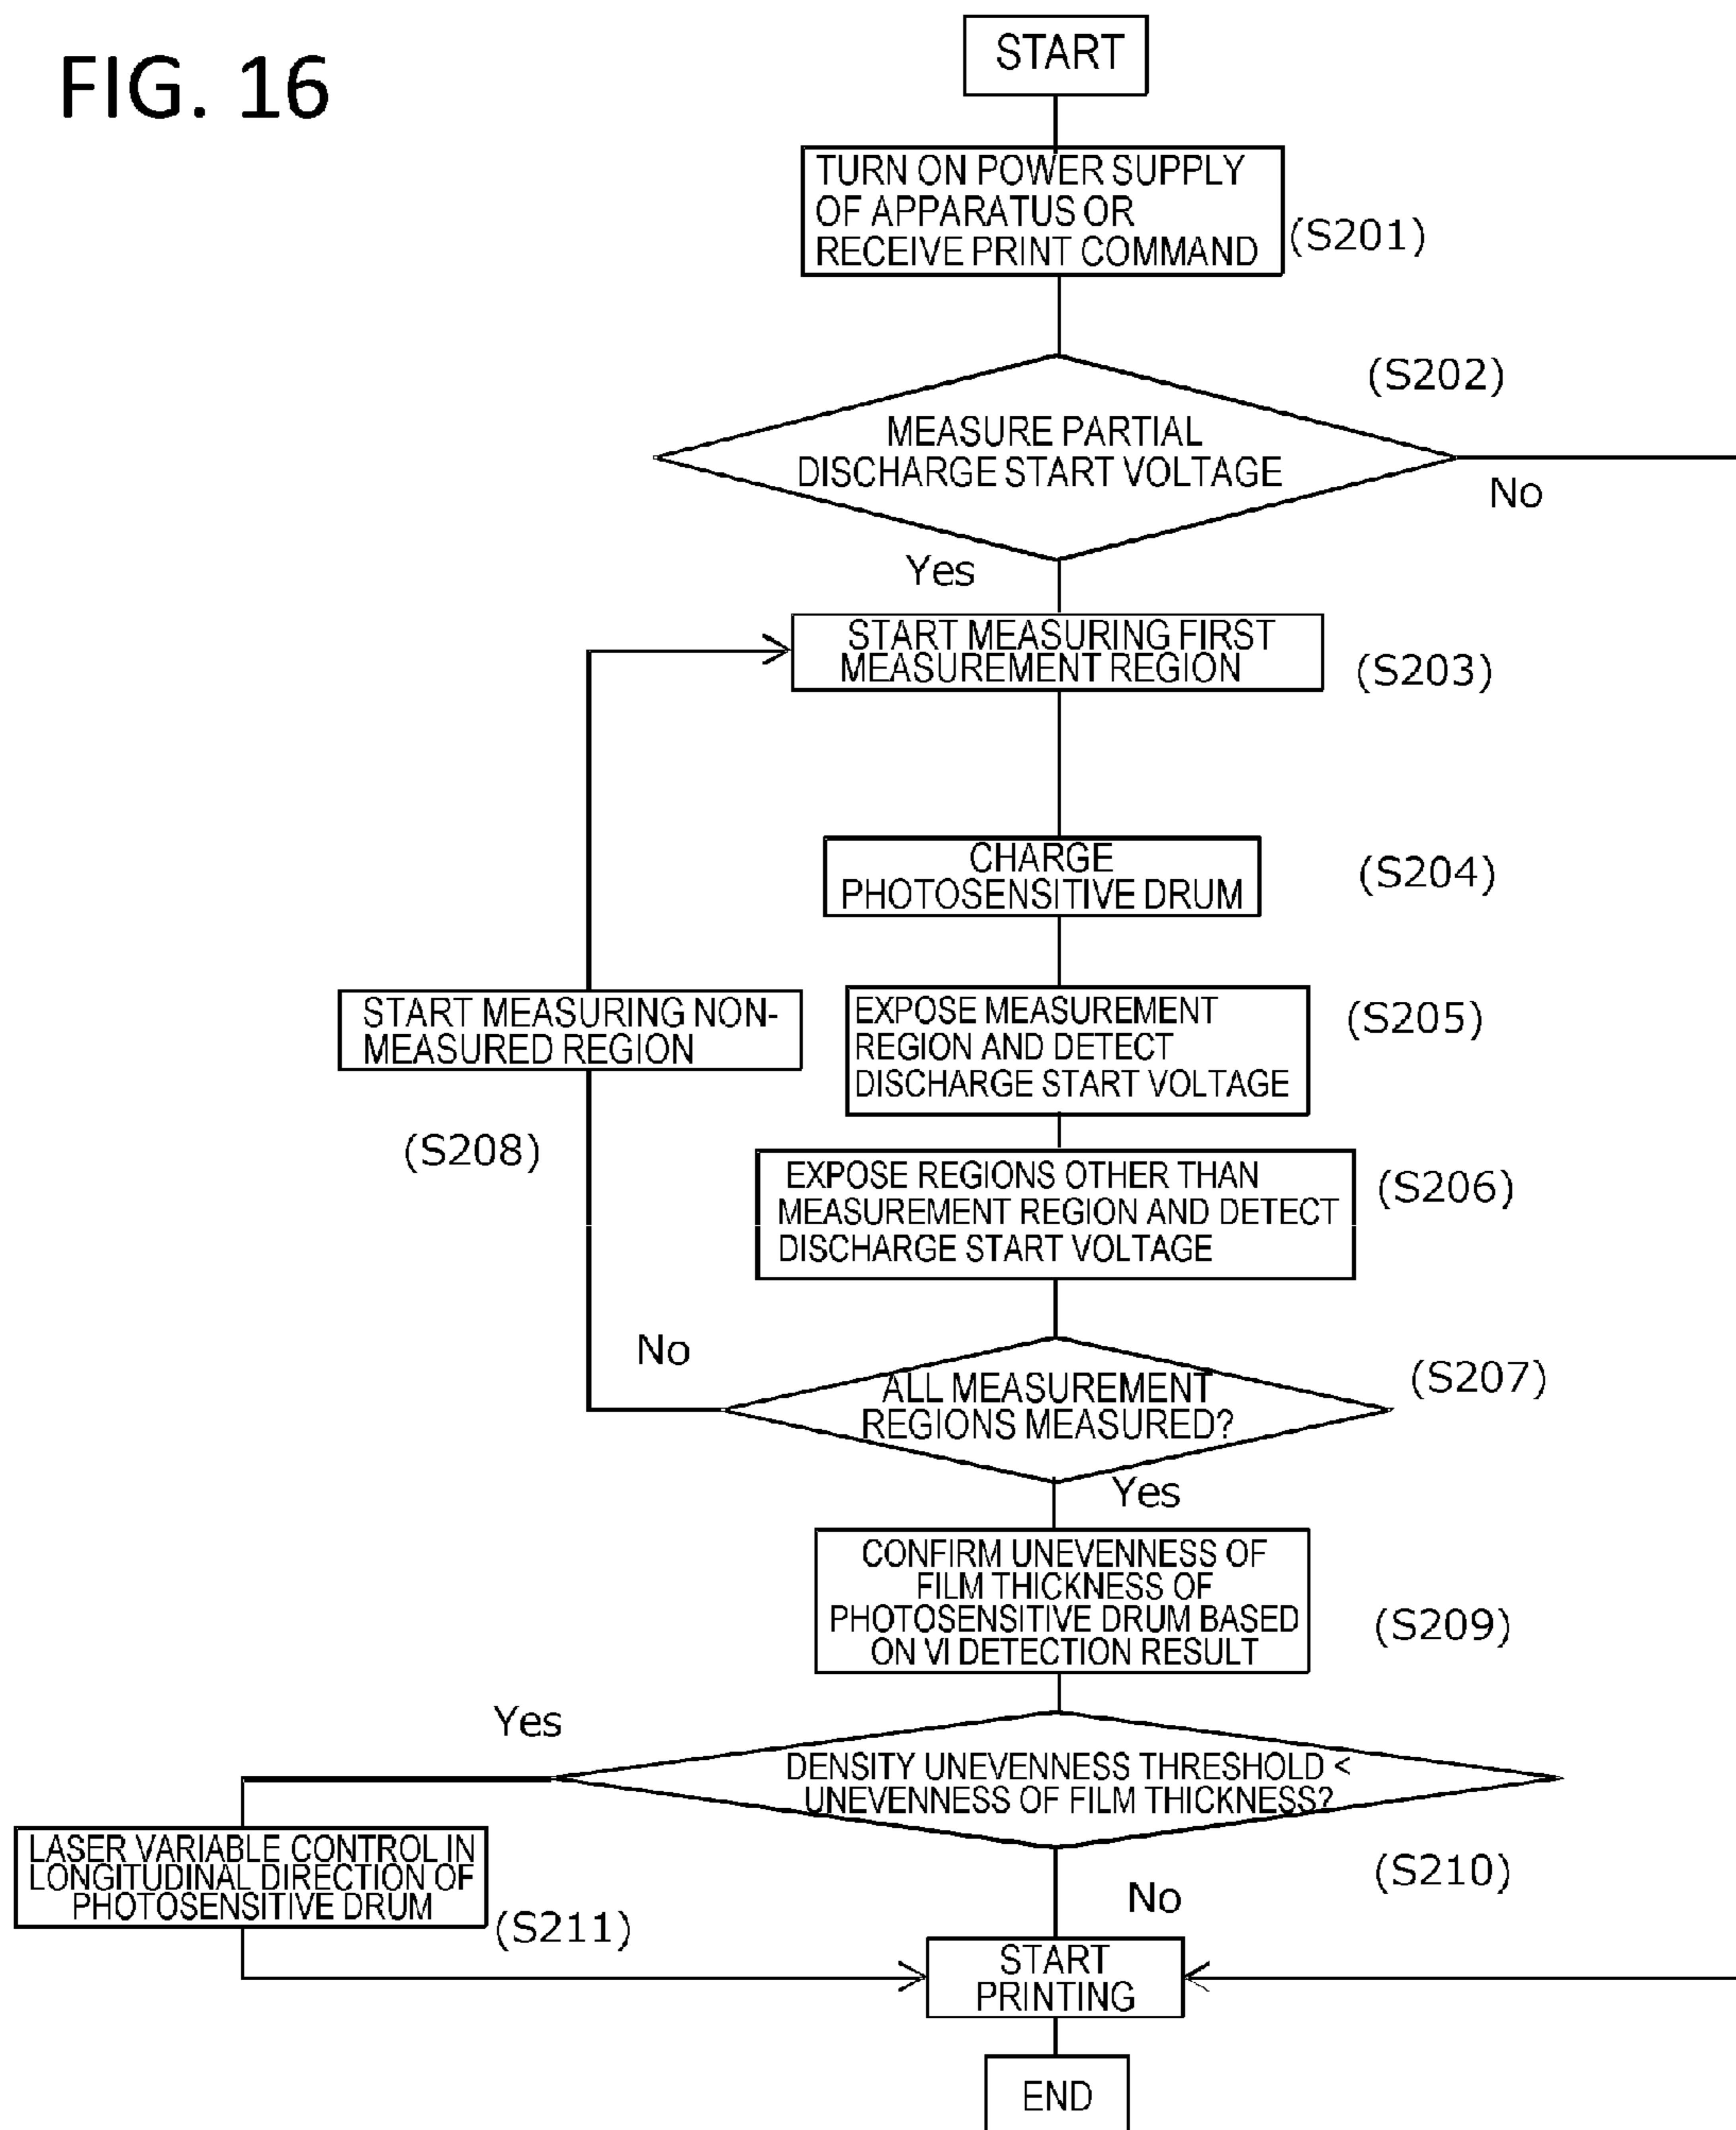 FIG. 16
START
TURN ON POWER SUPPLY
OF APPARATUS OR
RECEIVE PRINT COMMAND
(S201)
(S202)
MEASURE PARTIAL
DISCHARGE START VOLTAGE
No
Yes
START MEASURING FIRST
MEASUREMENT REGION
(S203)
CHARGE
PHOTOSENSITIVE DRUM
(S204)
START MEASURING NON-
MEASURED REGION
(S208)
EXPOSE MEASUREMENT
REGION AND DETECT
DISCHARGE START VOLTAGE
(S205)
EXPOSE REGIONS OTHER THAN
MEASUREMENT REGION AND DETECT
DISCHARGE START VOLTAGE
(S206)
No
ALL MEASUREMENT
REGIONS MEASURED?
(S207)
Yes
CONFIRM UNEVENNESS OF
FILM THICKNESS OF
PHOTOSENSITIVE DRUM BASED
ON VI DETECTION RESULT
(S209)
Yes
DENSITY UNEVENNESS THRESHOLD <
UNEVENNESS OF FILM THICKNESS?
(S210)
LASER VARIABLE CONTROL IN
LONGITUDINAL DIRECTION OF
PHOTOSENSITIVE DRUM
(S211)
No
START
PRINTING
END